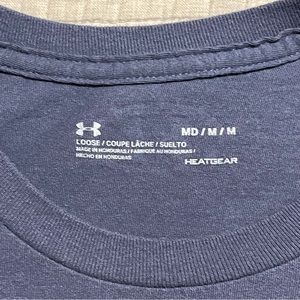 MD / M / M
LOOSE / COUPE LÂCHE / SUELTO
MADE IN HONDURAS / FABRIQUÉ AU HONDURAS /
HECHO EN HONDURAS
HEATGEAR